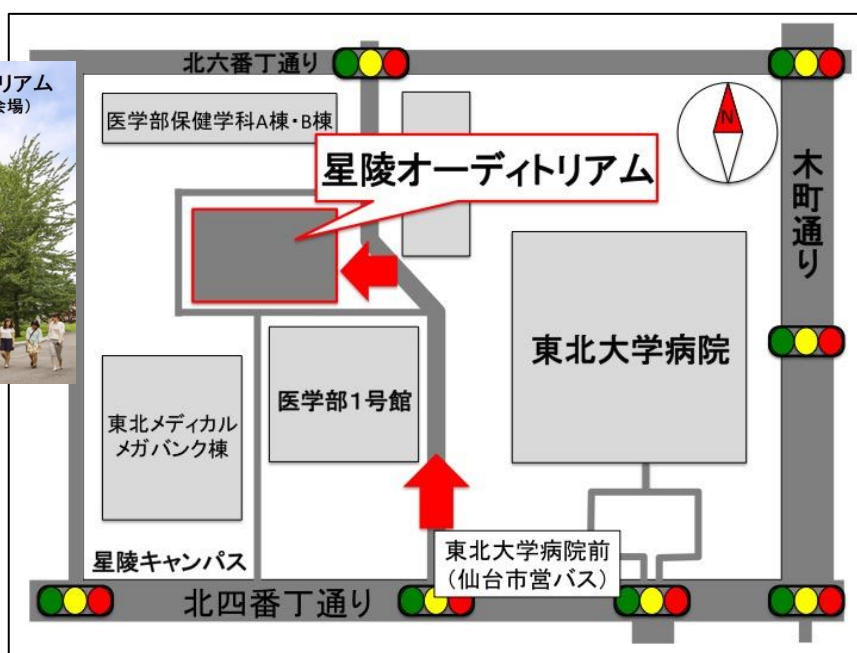 北六番丁通り
リアム
会場）
医学部保健学科A棟・B棟
N
星陵オーディトリアム
木町通り
東北大学病院
医学部１号館
東北メディカル
メガバンク棟
東北大学病院前
（仙台市営バス）
星陵キャンパス
北四番丁通り